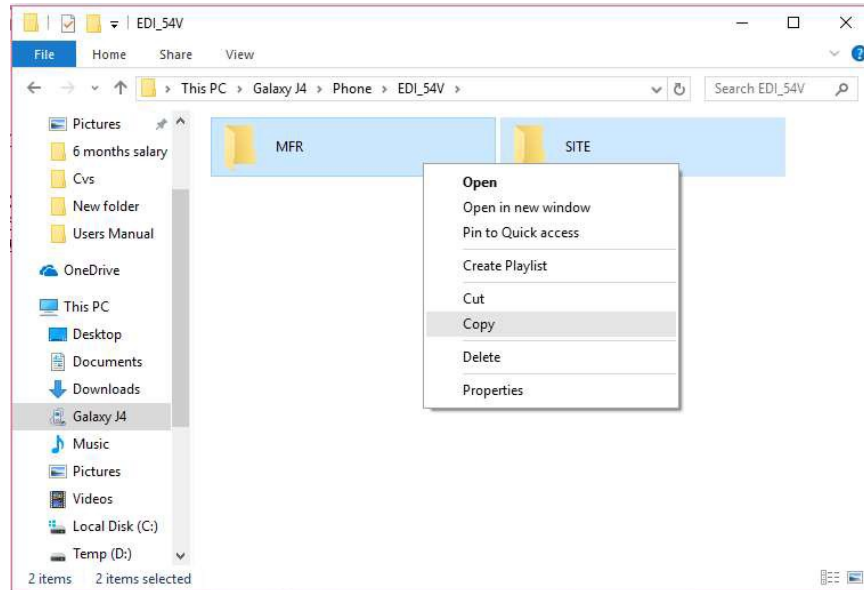 EDI_54V
File Home Share View
This PC > Galaxy J4 > Phone > EDI_54V >
Search EDI_54V
Pictures
6 months salary
Cvs
New folder
Users Manual
OneDrive
This PC
Desktop
Documents
Downloads
Galaxy J4
Music
Pictures
Videos
Local Disk (C:)
Temp (D:)
MFR
SITE
Open
Open in new window
Pin to Quick access
Create Playlist
Cut
Copy
Delete
Properties
2 items 2 items selected